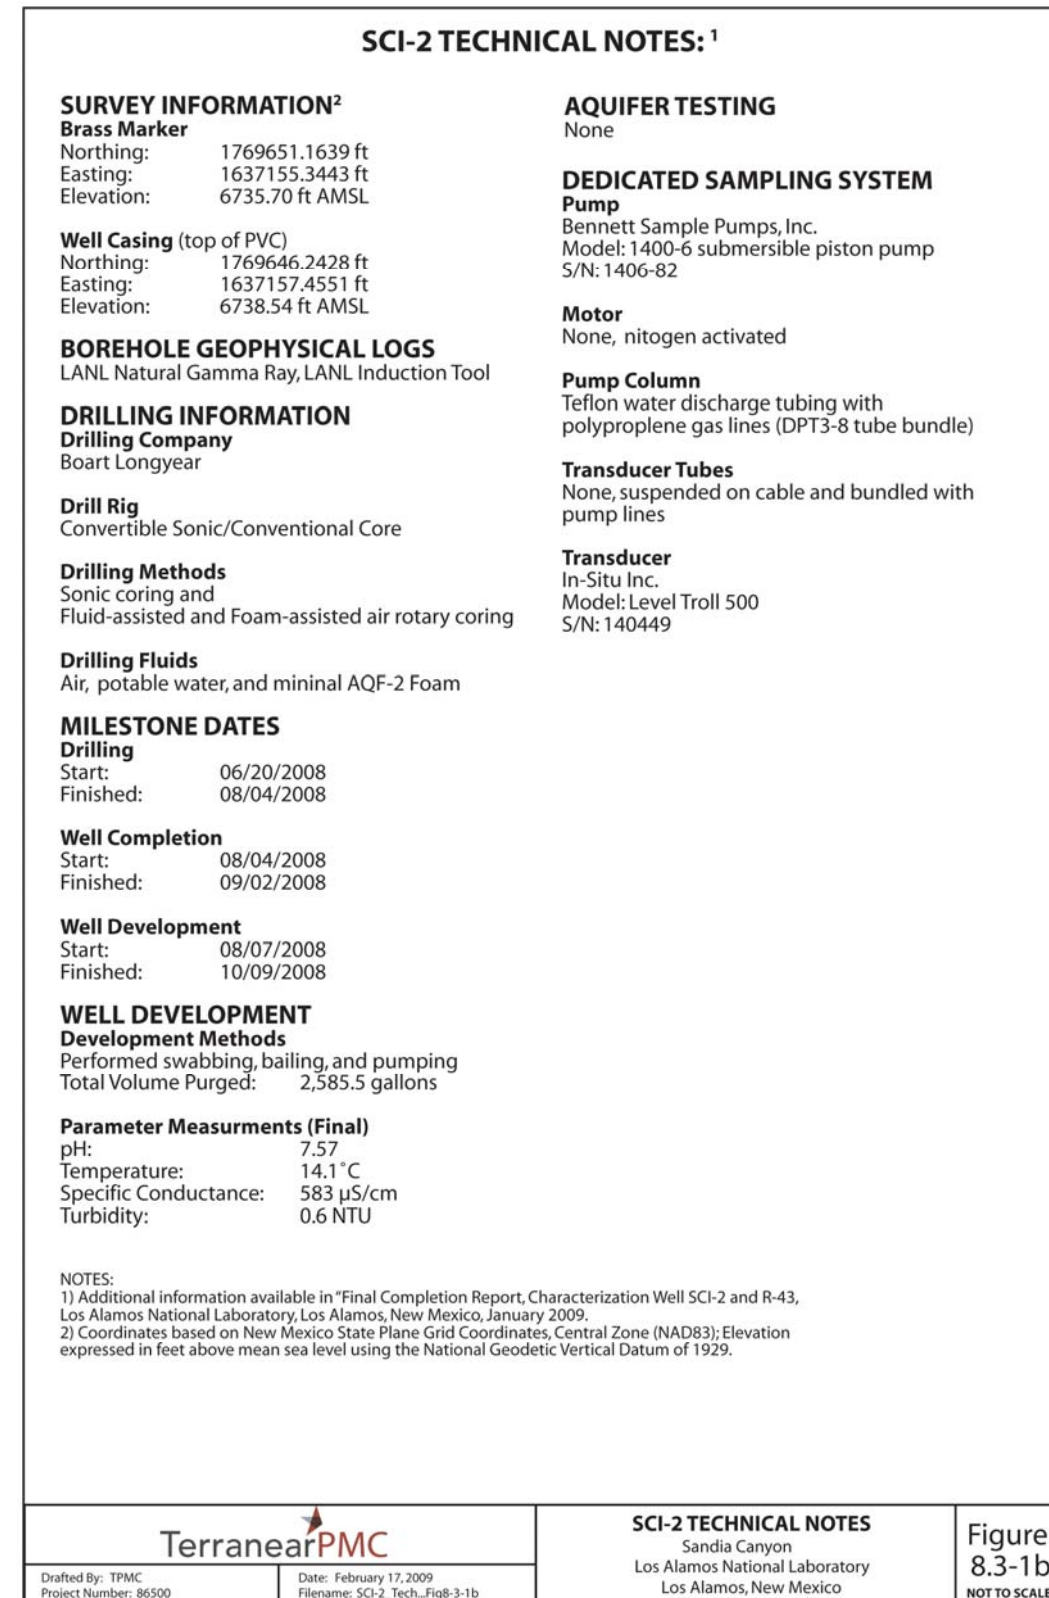 SCI-2 TECHNICAL NOTES: 1
SURVEY INFORMATION2
Brass Marker
Northing: 1769651.1639 ft
Easting: 1637155.3443 ft
Elevation: 6735.70 ft AMSL
Well Casing (top of PVC)
Northing: 1769646.2428 ft
Easting: 1637157.4551 ft
Elevation: 6738.54 ft AMSL
BOREHOLE GEOPHYSICAL LOGS
LANL Natural Gamma Ray, LANL Induction Tool
DRILLING INFORMATION
Drilling Company
Boart Longyear
Drill Rig
Convertible Sonic/Conventional Core
Drilling Methods
Sonic coring and
Fluid-assisted and Foam-assisted air rotary coring
Drilling Fluids
Air, potable water, and mininal AQF-2 Foam
MILESTONE DATES
Drilling
Start: 06/20/2008
Finished: 08/04/2008
Well Completion
Start: 08/04/2008
Finished: 09/02/2008
Well Development
Start: 08/07/2008
Finished: 10/09/2008
WELL DEVELOPMENT
Development Methods
Performed swabbing, bailing, and pumping
Total Volume Purged: 2,585.5 gallons
Parameter Measurments (Final)
pH: 7.57
Temperature: 14.1˚C
Specific Conductance: 583 µS/cm
Turbidity: 0.6 NTU
AQUIFER TESTING
None
DEDICATED SAMPLING SYSTEM
Pump
Bennett Sample Pumps, Inc.
Model: 1400-6 submersible piston pump
S/N: 1406-82
Motor
None, nitogen activated
Pump Column
Teflon water discharge tubing with
polyproplene gas lines (DPT3-8 tube bundle)
Transducer Tubes
None, suspended on cable and bundled with
pump lines
Transducer
In-Situ Inc.
Model: Level Troll 500
S/N: 140449
NOTES:
1) Additional information available in "Final Completion Report, Characterization Well SCI-2 and R-43,
Los Alamos National Laboratory, Los Alamos, New Mexico, January 2009.
2) Coordinates based on New Mexico State Plane Grid Coordinates, Central Zone (NAD83); Elevation
expressed in feet above mean sea level using the National Geodetic Vertical Datum of 1929.
TerranearPMC
Drafted By: TPMC
Project Number: 86500
Date: February 17, 2009
Filename: SCI-2_Tech...Fig8-3-1b
SCI-2 TECHNICAL NOTES
Sandia Canyon
Los Alamos National Laboratory
Los Alamos, New Mexico
Figure
8.3-1b
NOT TO SCALE